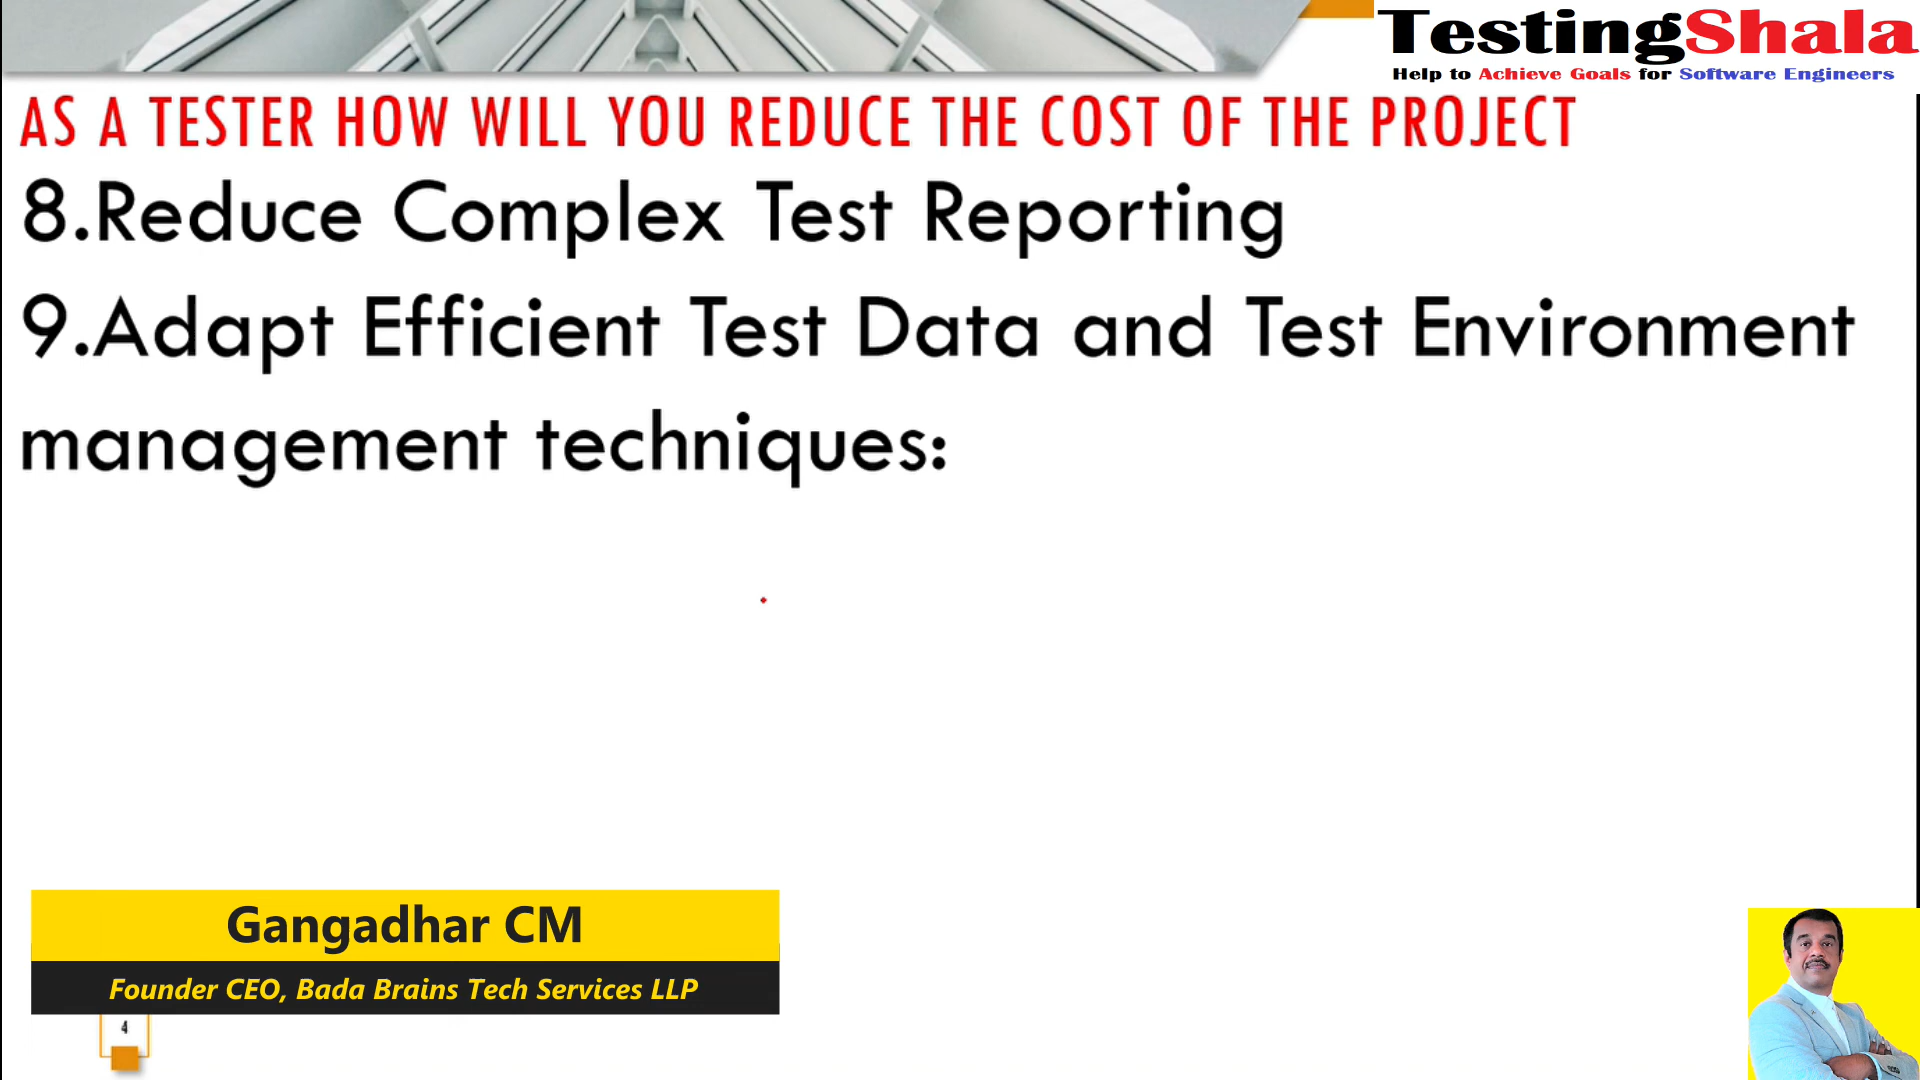 TestingShala
Help to Achieve Goals for Software Engineers
AS A TESTER HOW WILL YOU REDUCE THE COST OF THE PROJECT
8.Reduce Complex Test Reporting
9.Adapt Efficient Test Data and Test Environment
management techniques:
Gangadhar CM
Founder CEO, Bada Brains Tech Services LLP
4